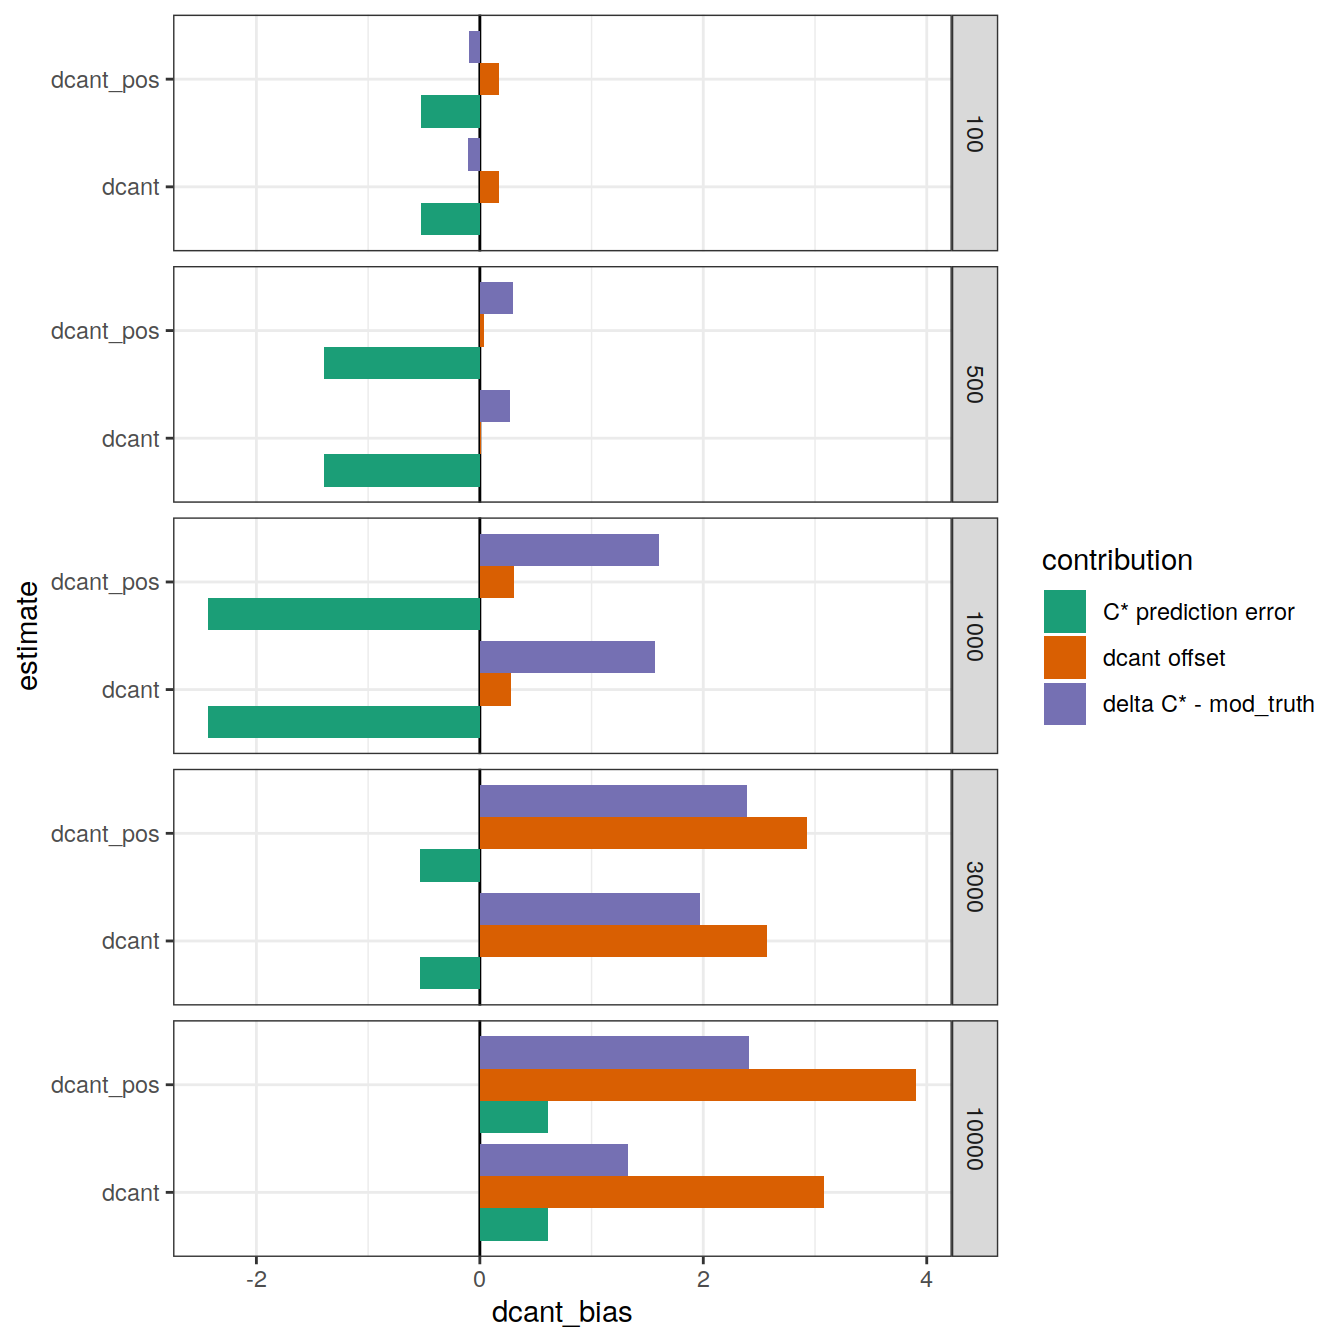 dcant_pos
dcant
100
dcant_pos
dcant
500
dcant_pos
dcant
1000
dcant_pos
dcant
3000
dcant_pos
dcant
10000
-2
0
2
4
dcant_bias
estimate
contribution
C* prediction error
dcant offset
delta C* - mod_truth